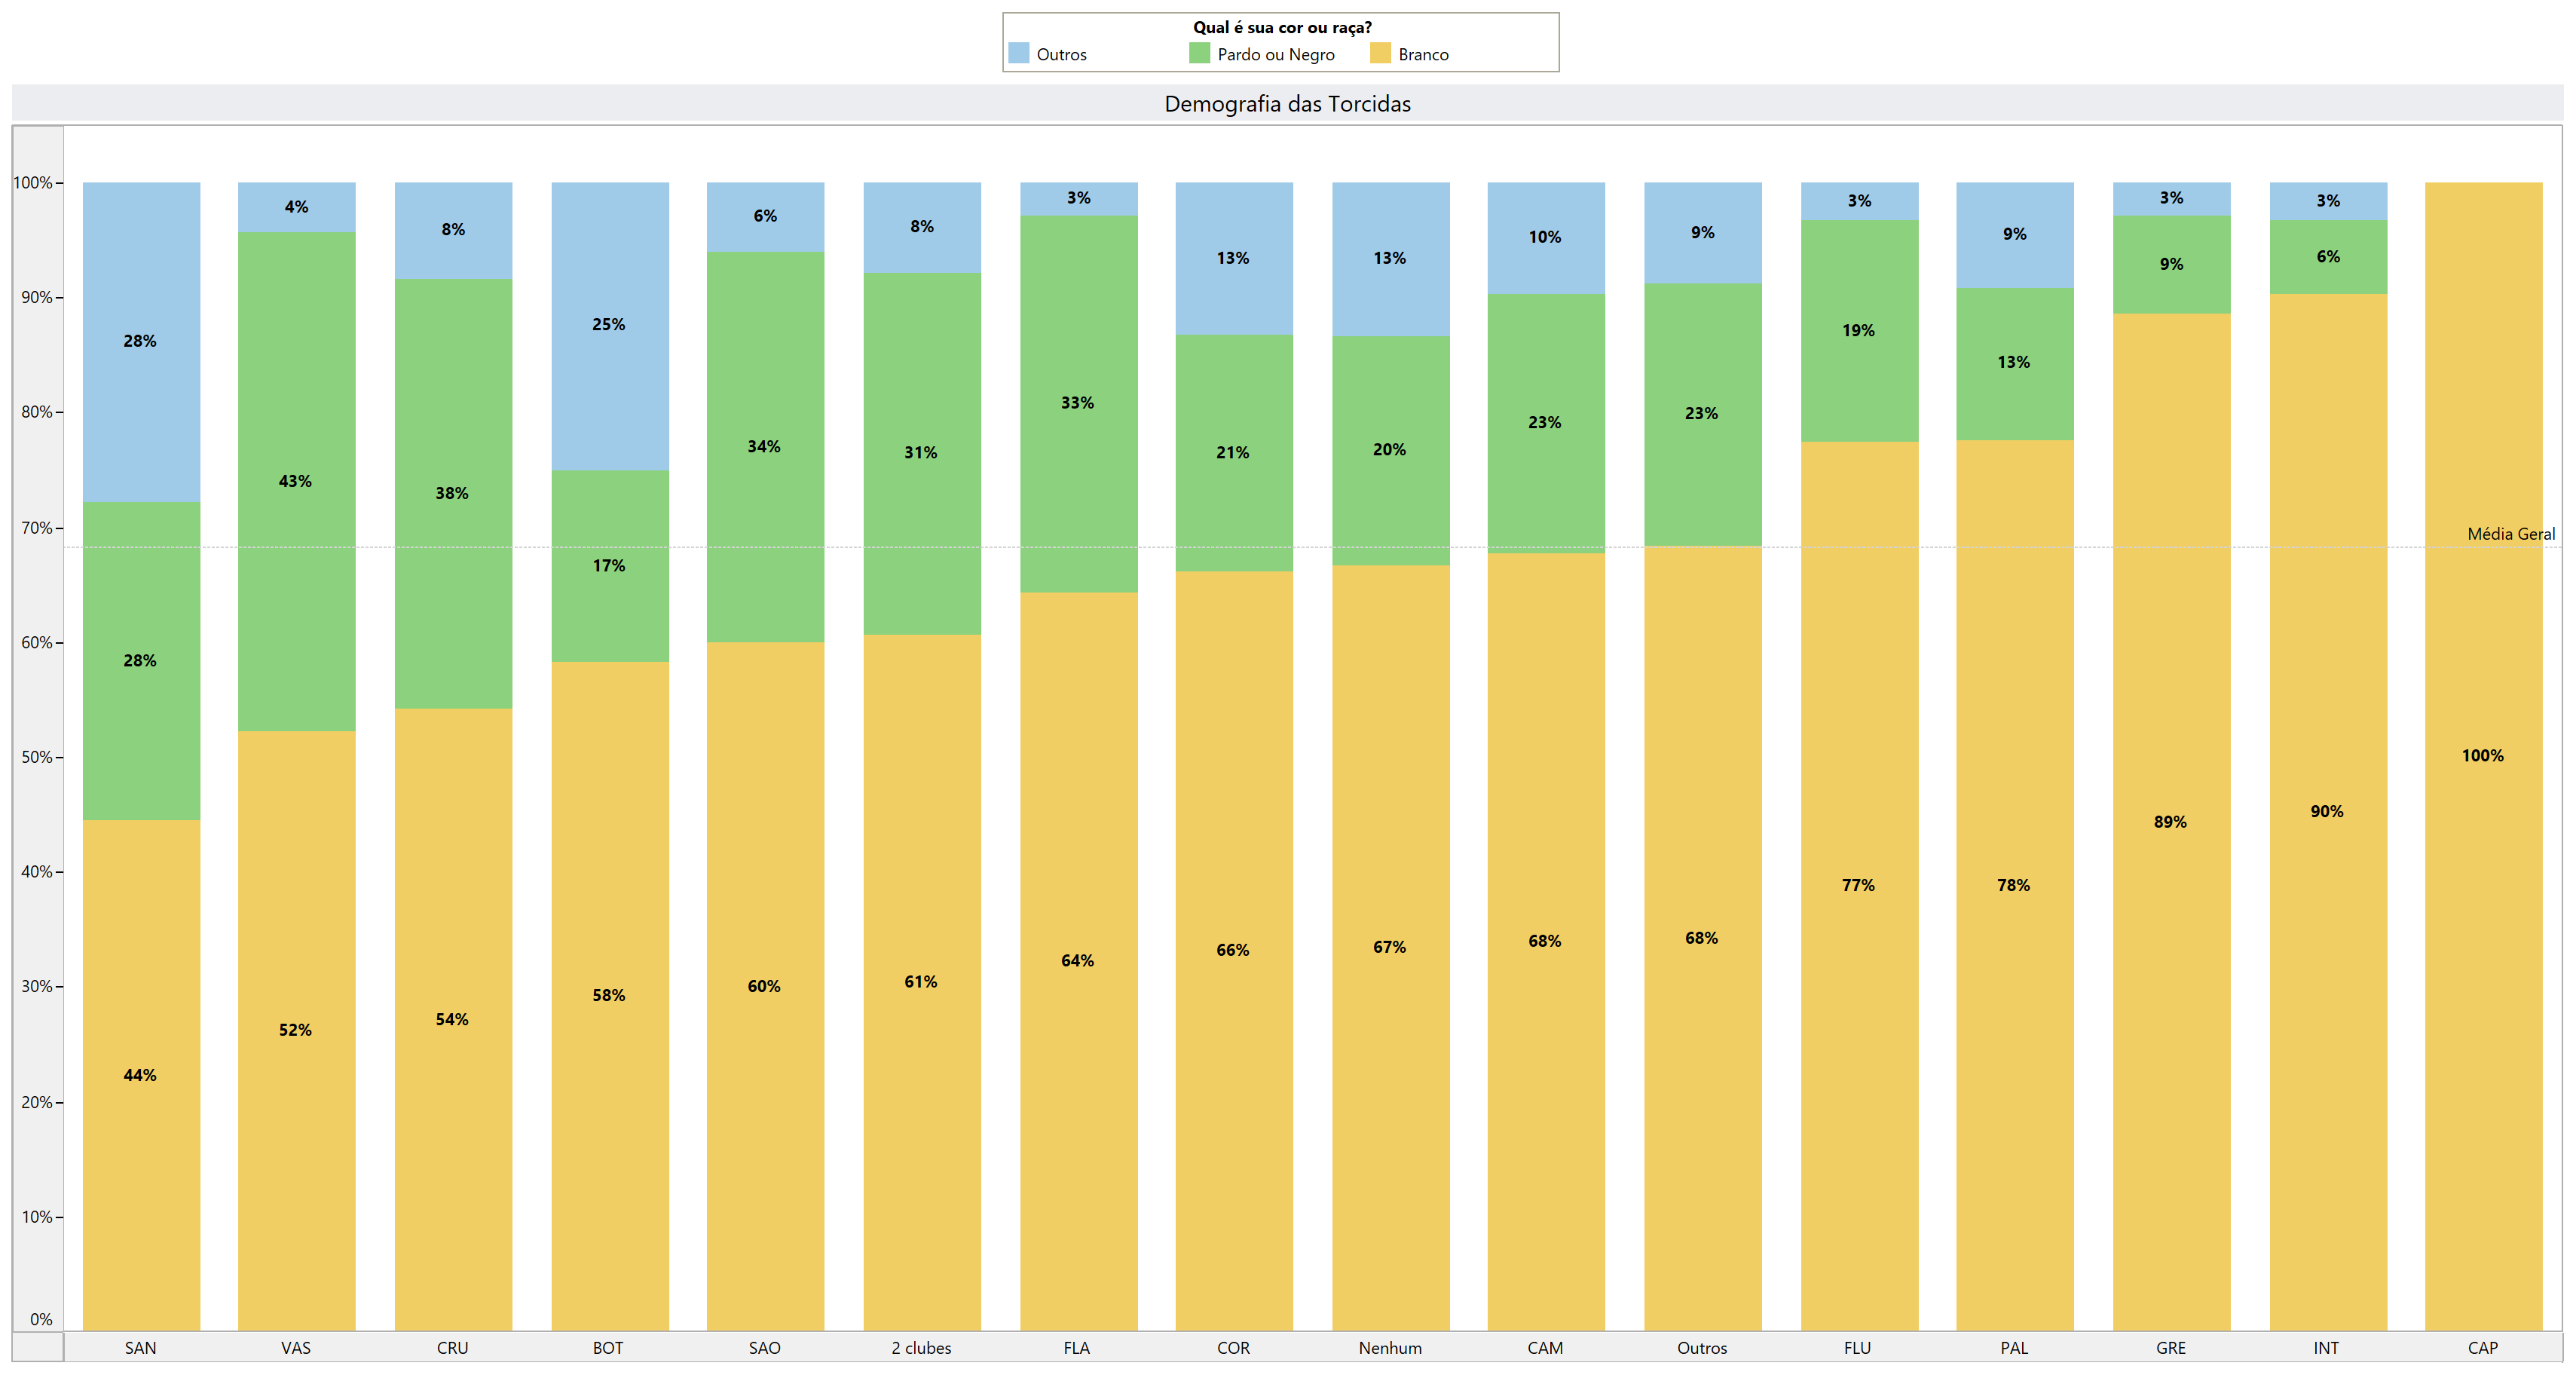 Qual é sua cor ou raça?
Outros Pardo ou Negro Branco
Demografia das Torcidas
100%
90%
80%
70%
60%
50%
40%
30%
20%
10%
0%
28% 28% 44%
4% 43% 52%
8% 38% 54%
25% 17% 58%
6% 34% 60%
8% 31% 61%
3% 33% 64%
13% 21% 66%
13% 20% 67%
10% 23% 68%
9% 23% 68%
3% 19% 77%
9% 13% 78%
3% 9% 89%
3% 6% 90%
100%
Média Geral
SAN VAS CRU BOT SAO 2 clubes FLA COR Nenhum CAM Outros FLU PAL GRE INT CAP